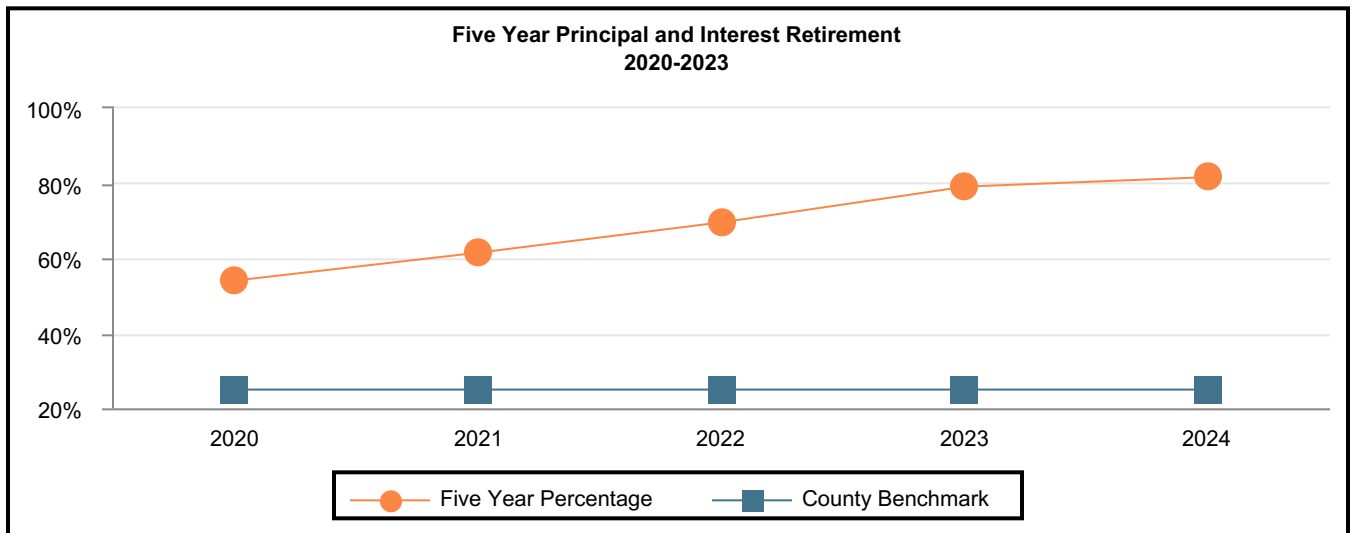 Five Year Principal and Interest Retirement
2020-2023
100%
80%
60%
40%
20%
2020 2021 2022 2023 2024
Five Year Percentage County Benchmark